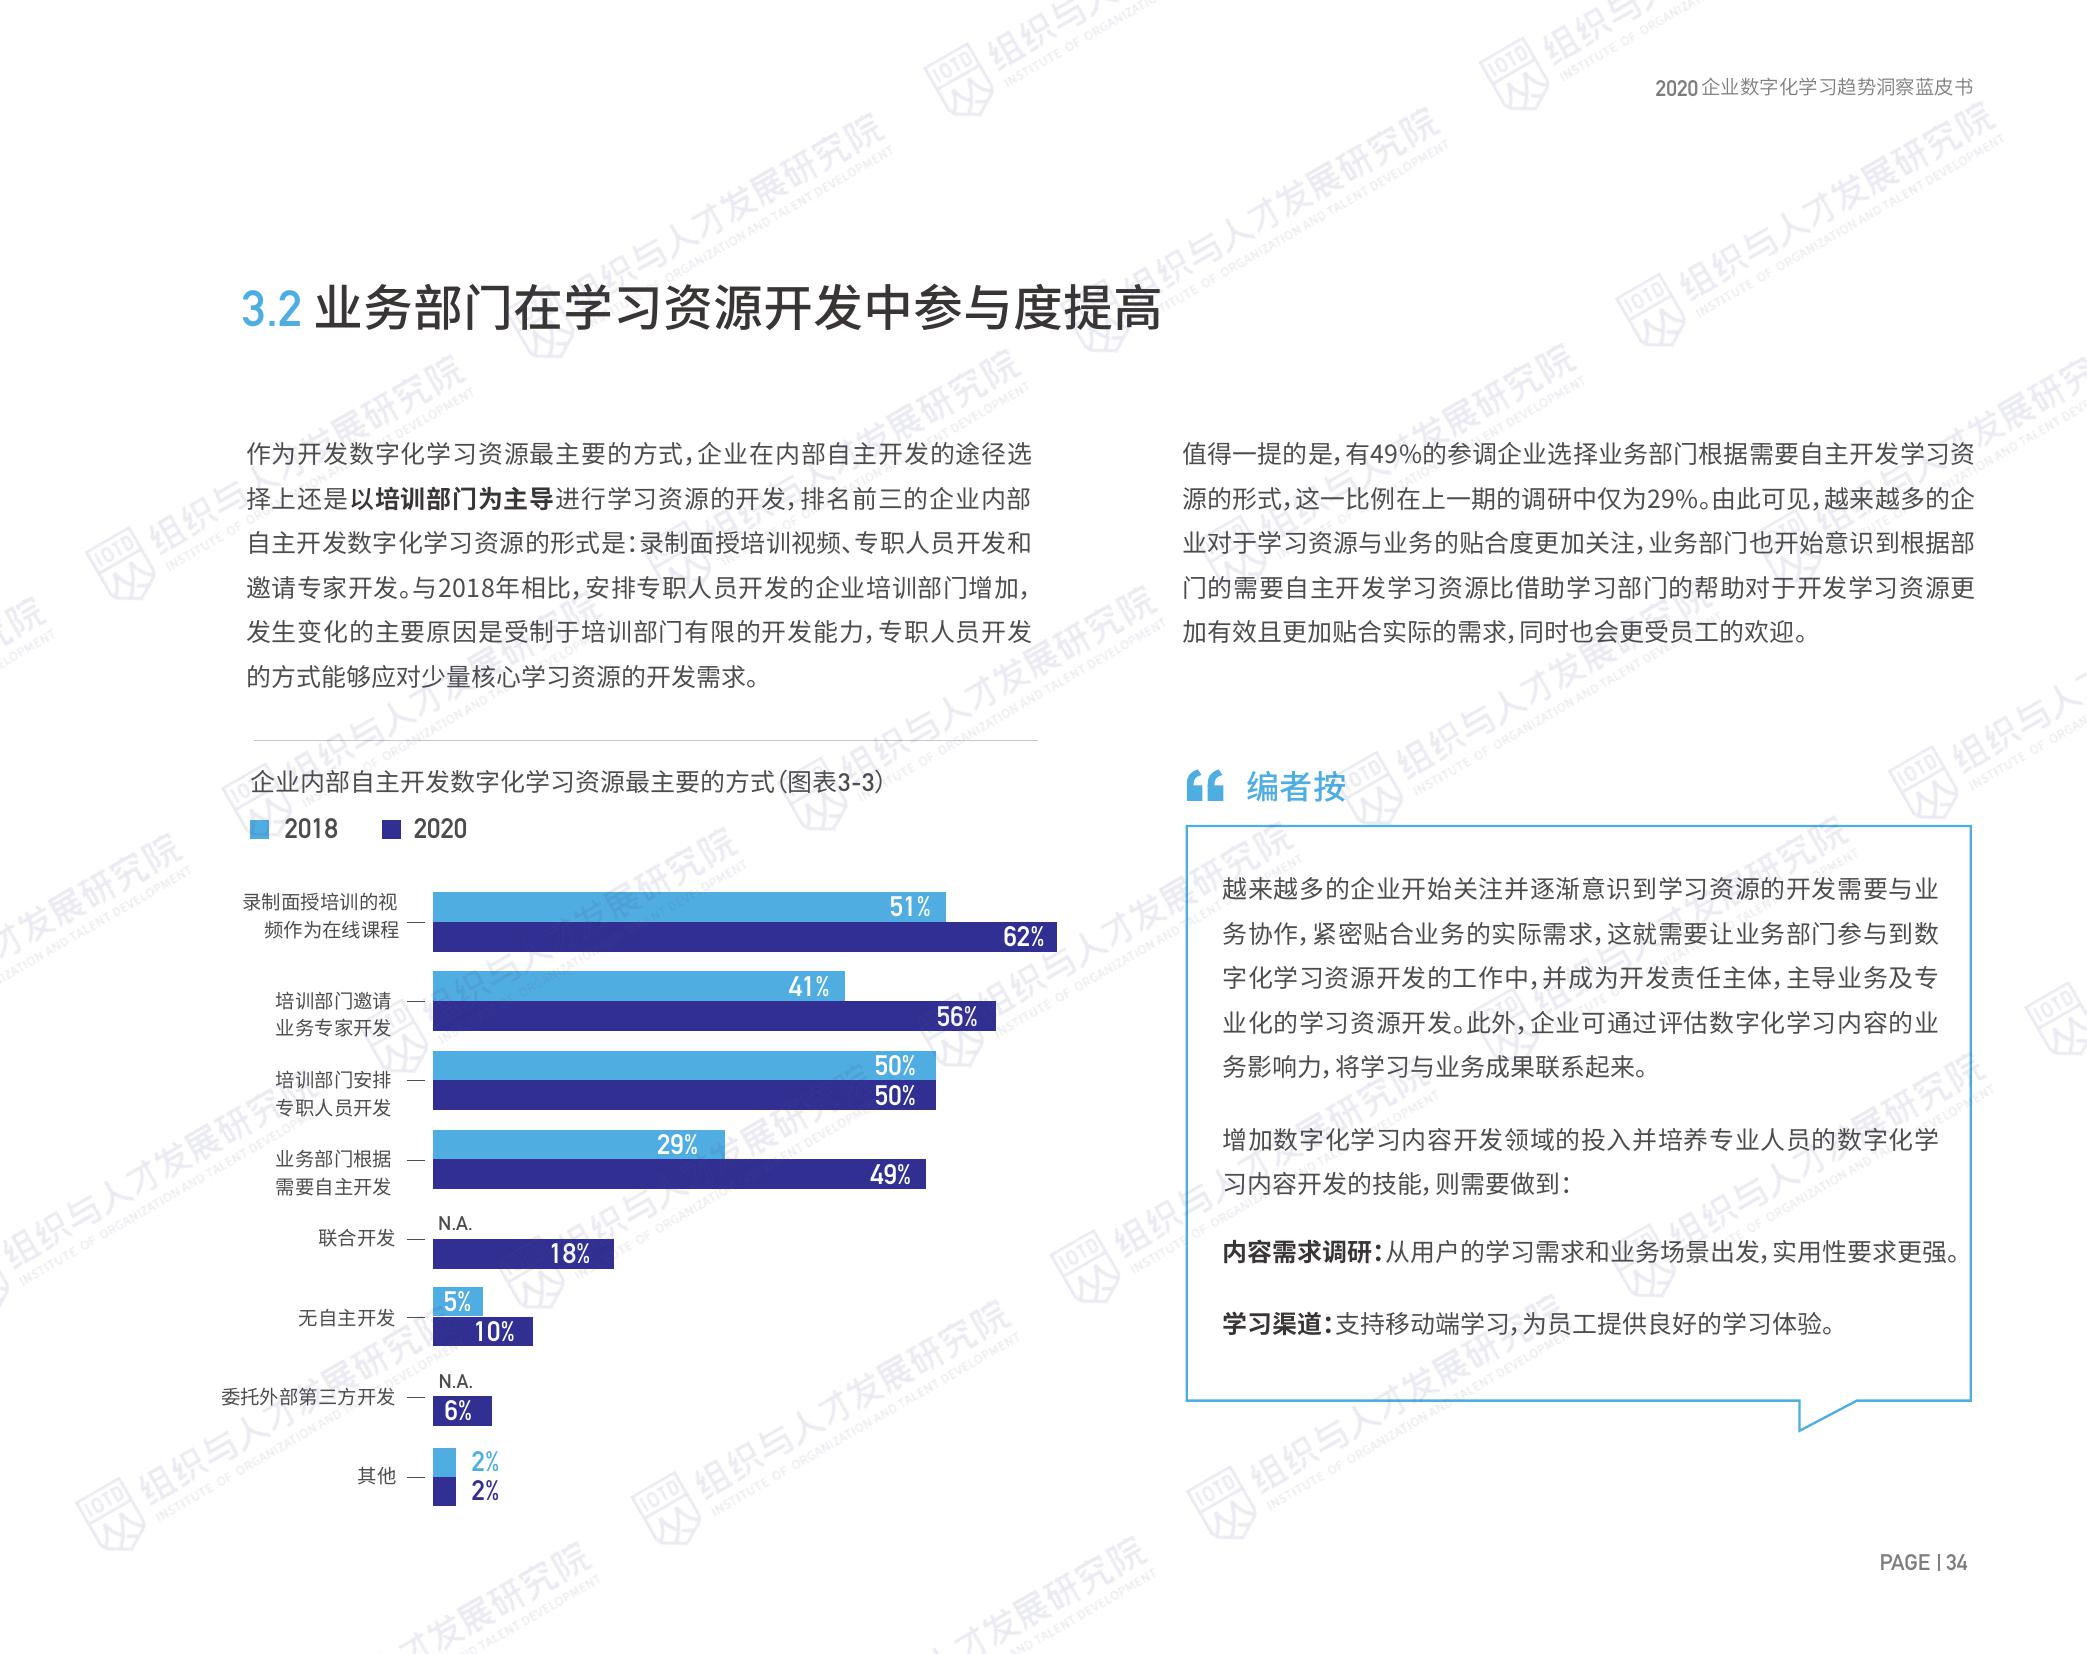 2020 企业数字化学习趋势洞察蓝皮书
3.2 业务部门在学习资源开发中参与度提高
作为开发数字化学习资源最主要的方式，企业在内部自主开发的途径选
择上还是以培训部门为主导进行学习资源的开发，排名前三的企业内部
自主开发数字化学习资源的形式是：录制面授培训视频、专职人员开发和
邀请专家开发。与2018年相比，安排专职人员开发的企业培训部门增加，
发生变化的主要原因是受制于培训部门有限的开发能力，专职人员开发
的方式能够应对少量核心学习资源的开发需求。
值得一提的是，有49%的参调企业选择业务部门根据需要自主开发学习资
源的形式，这一比例在上一期的调研中仅为29%。由此可见，越来越多的企
业对于学习资源与业务的贴合度更加关注，业务部门也开始意识到根据部
门的需要自主开发学习资源比借助学习部门的帮助对于开发学习资源更
加有效且更加贴合实际的需求，同时也会更受员工的欢迎。
企业内部自主开发数字化学习资源最主要的方式（图表3-3）
2018 2020
录制面授培训的视
频作为在线课程
51%
62%
培训部门邀请
业务专家开发
41%
56%
培训部门安排
专职人员开发
50%
50%
业务部门根据
需要自主开发
29%
49%
联合开发
N.A.
18%
无自主开发
5%
10%
委托外部第三方开发
N.A.
6%
其他
2%
2%
编者按
越来越多的企业开始关注并逐渐意识到学习资源的开发需要与业
务协作，紧密贴合业务的实际需求，这就需要让业务部门参与到数
字化学习资源开发的工作中，并成为开发责任主体，主导业务及专
业化的学习资源开发。此外，企业可通过评估数字化学习内容的业
务影响力，将学习与业务成果联系起来。
增加数字化学习内容开发领域的投入并培养专业人员的数字化学
习内容开发的技能，则需要做到：
内容需求调研：从用户的学习需求和业务场景出发，实用性要求更强。
学习渠道：支持移动端学习，为员工提供良好的学习体验。
PAGE | 34
IOTD
组织与人才发展研究院
INSTITUTE OF ORGANIZATION AND TALENT DEVELOPMENT